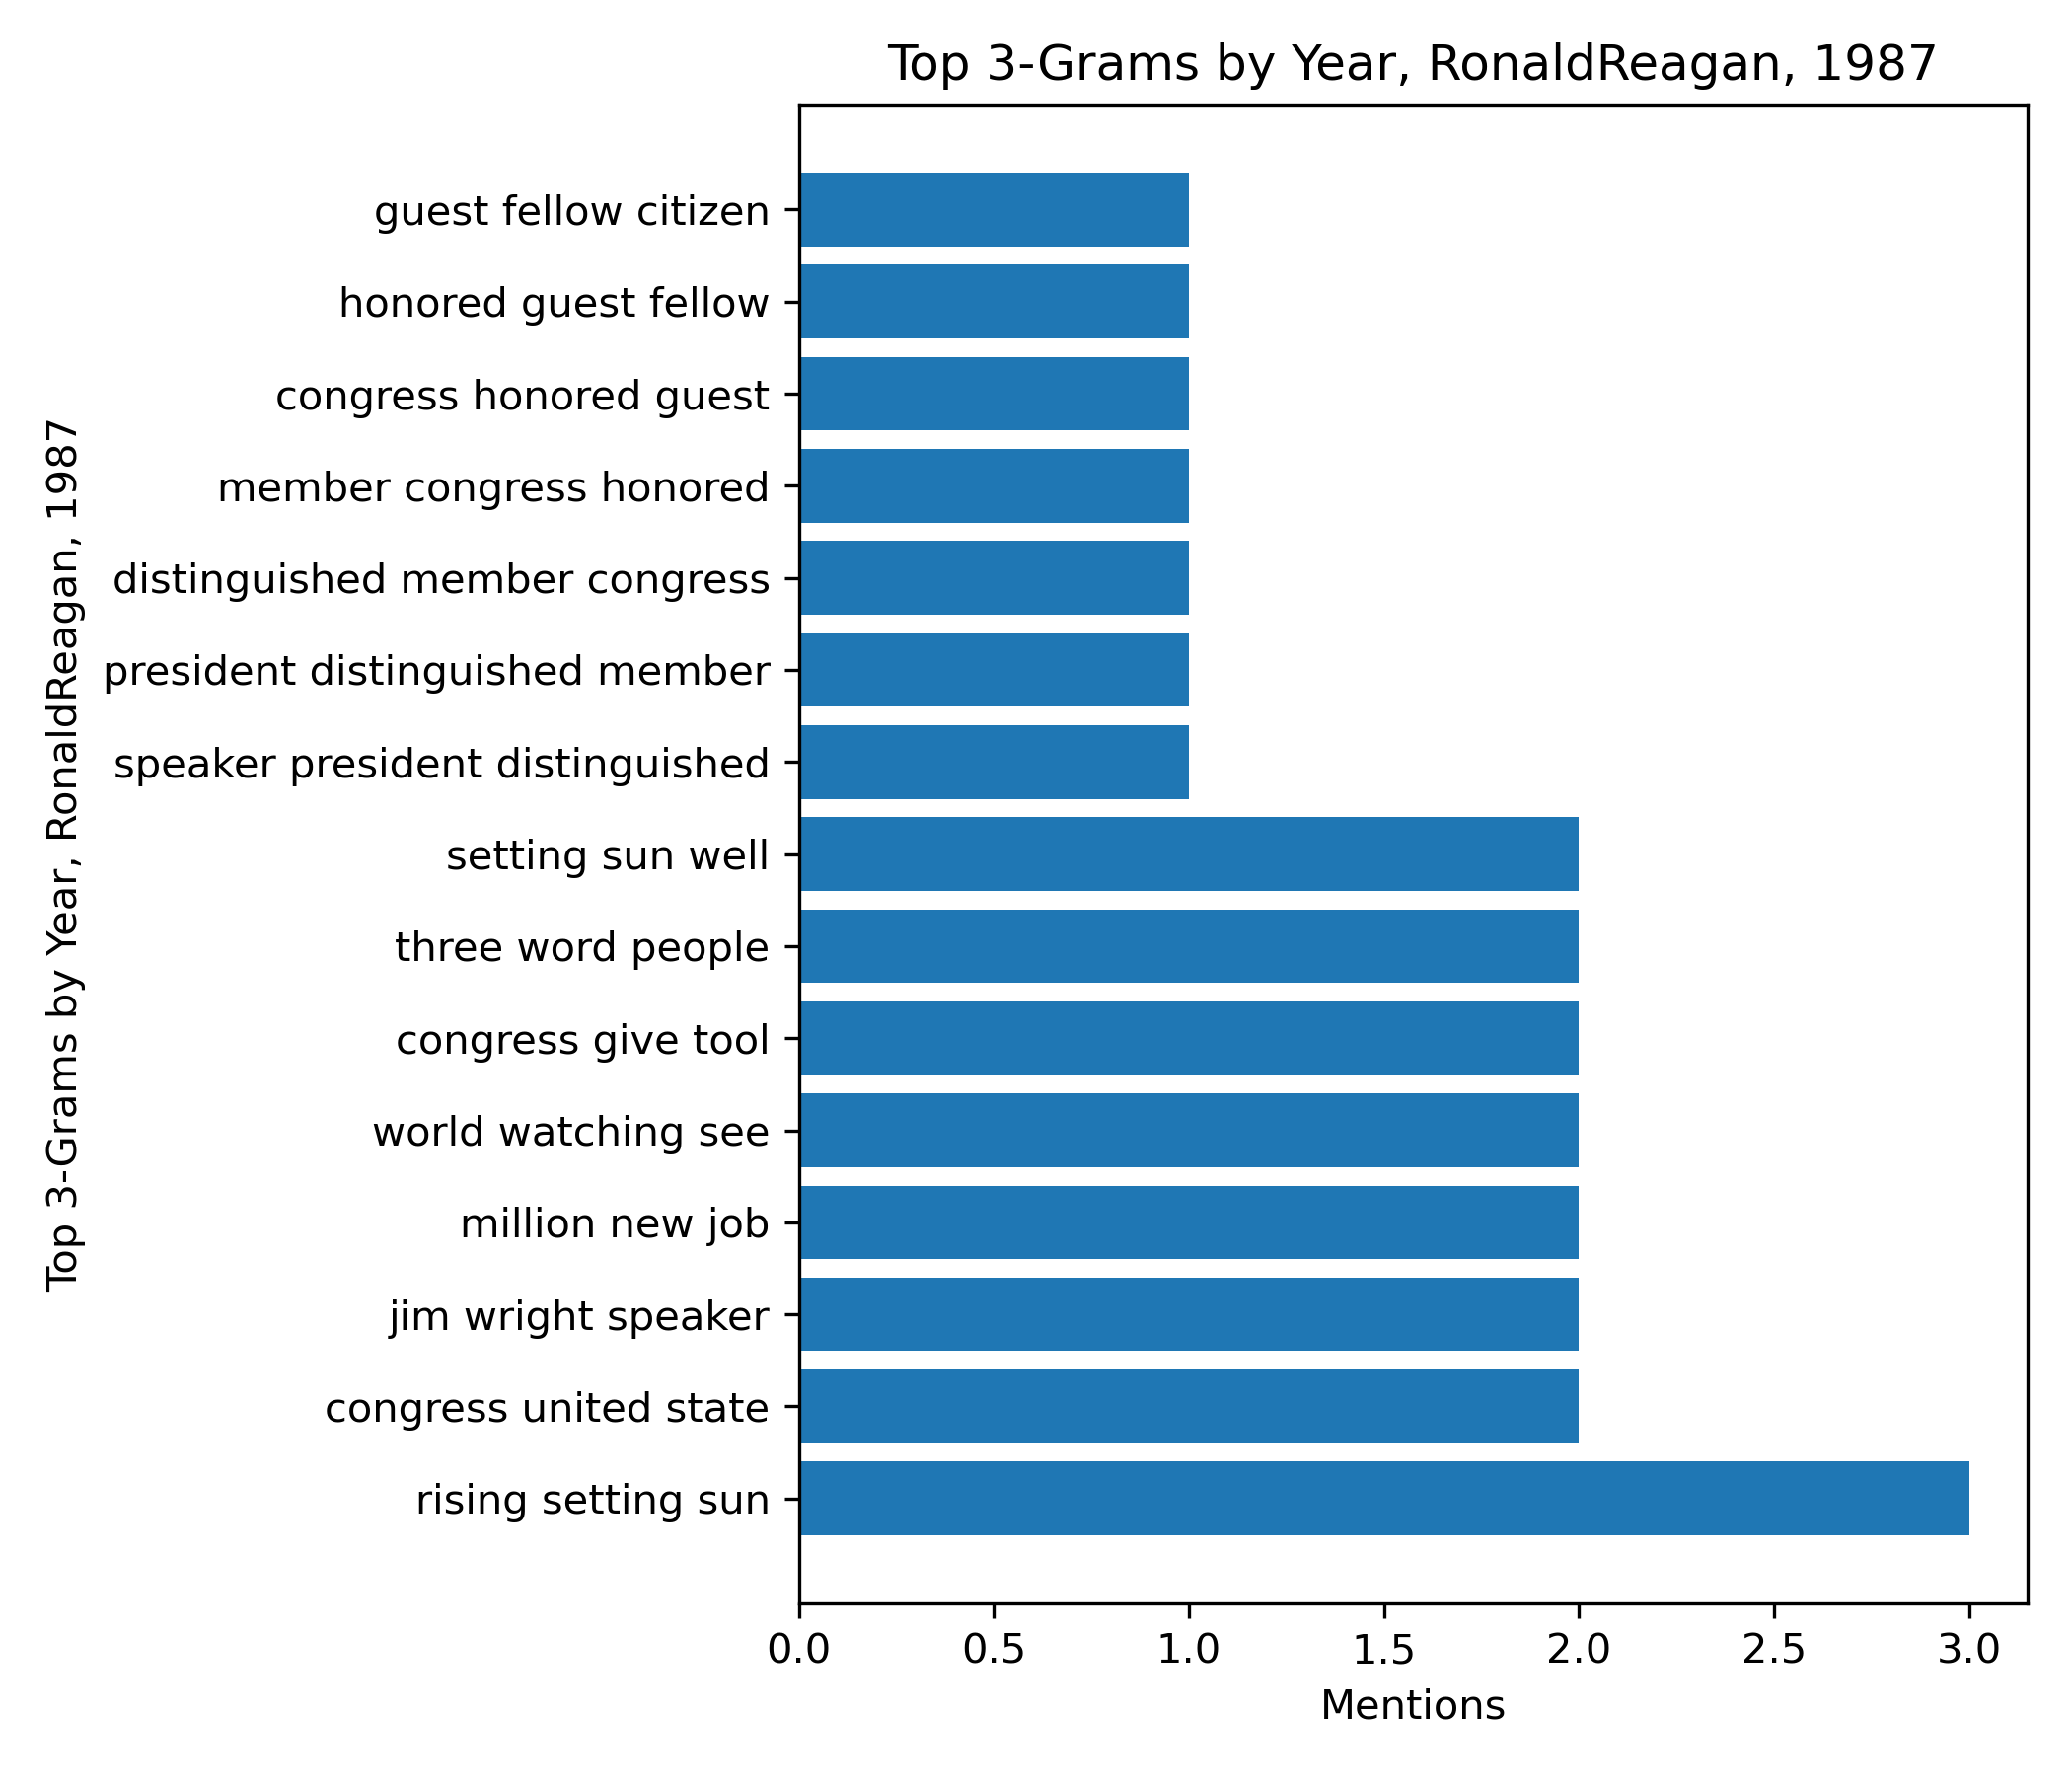 Top 3-Grams by Year, RonaldReagan, 1987
Top 3-Grams by Year, RonaldReagan, 1987
guest fellow citizen
honored guest fellow
congress honored guest
member congress honored
distinguished member congress
president distinguished member
speaker president distinguished
setting sun well
three word people
congress give tool
world watching see
million new job
jim wright speaker
congress united state
rising setting sun
0.0 0.5 1.0 1.5 2.0 2.5 3.0
Mentions